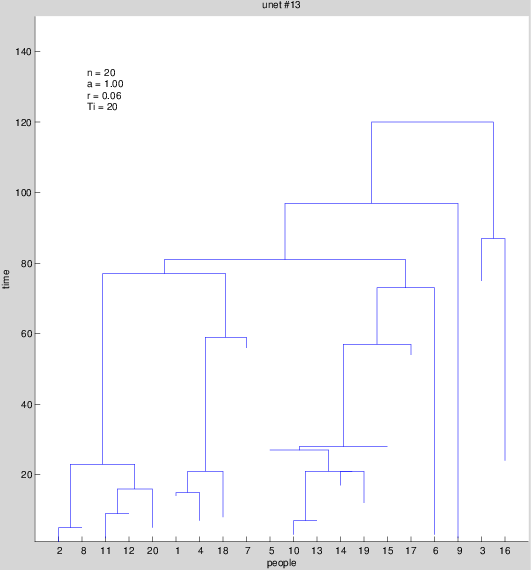 unet #13
140
n = 20
a = 1.00
r = 0.06
Ti = 20
120
100
80
time
60
40
20
2 8 11 12 20 1 4 18 7 5 10 13 14 19 15 17 6 9 3 16
people